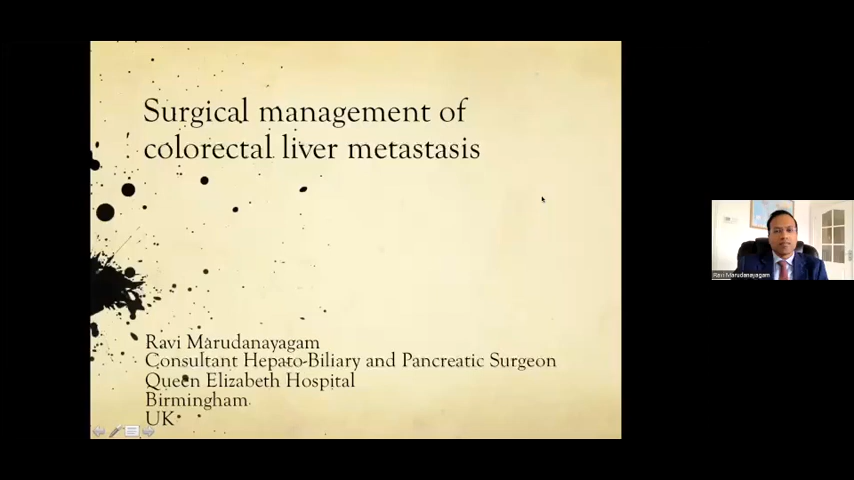 Surgical management of
colorectal liver metastasis
Ravi Marudanayagam
Consultant Hepato-Biliary and Pancreatic Surgeon
Queen Elizabeth Hospital
Birmingham
UK
Ravi Marudanayagam